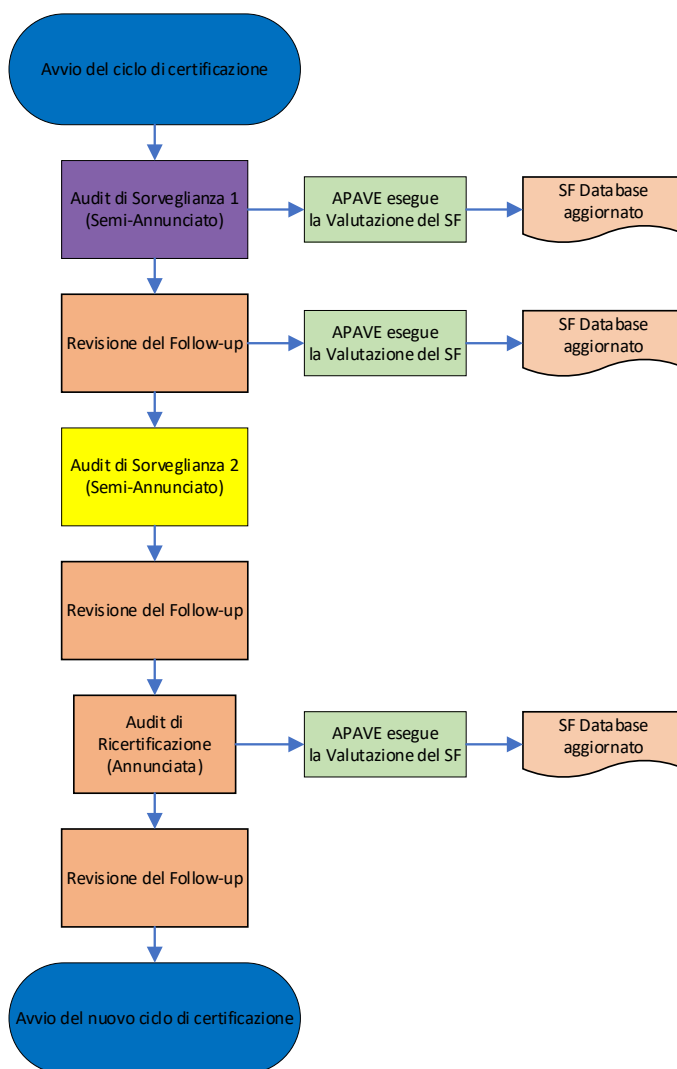 Avvio del ciclo di certificazione
Audit di Sorveglianza 1
(Semi-Annunciato)
APAVE esegue
la Valutazione del SF
SF Database
aggiornato
Revisione del Follow-up
APAVE esegue
la Valutazione del SF
SF Database
aggiornato
Audit di Sorveglianza 2
(Semi-Annunciato)
Revisione del Follow-up
Audit di
Ricertificazione
(Annunciata)
APAVE esegue
la Valutazione del SF
SF Database
aggiornato
Revisione del Follow-up
Avvio del nuovo ciclo di certificazione